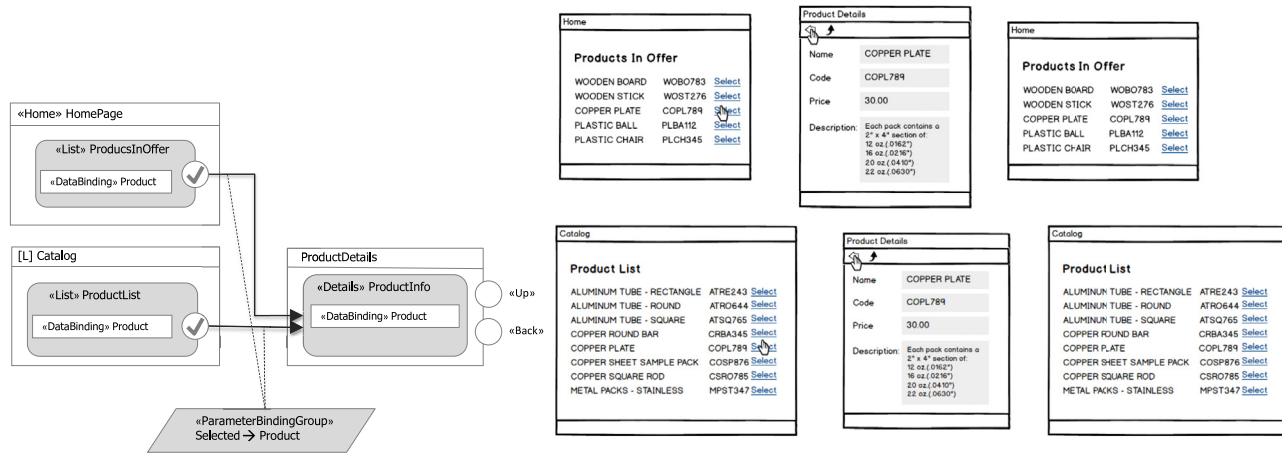 «Home» HomePage
«List» ProducsInOffer
«DataBinding» Product
[L] Catalog
«List» ProductList
«DataBinding» Product
ProductDetails
«Details» ProductInfo
«DataBinding» Product
«Up»
«Back»
«ParameterBindingGroup»
Selected → Product
Home
Products In Offer
WOODEN BOARD WOBO783 Select
WOODEN STICK WOST276 Select
COPPER PLATE COPL789 Select
PLASTIC BALL PLBA112 Select
PLASTIC CHAIR PLCH345 Select
Product Details
Name COPPER PLATE
Code COPL789
Price 30.00
Description: Each pack contains a
2" x 4" section of:
12 oz.(.0162")
16 oz.(.0216")
20 oz.(.0410")
22 oz.(.0630")
Home
Products In Offer
WOODEN BOARD WOBO783 Select
WOODEN STICK WOST276 Select
COPPER PLATE COPL789 Select
PLASTIC BALL PLBA112 Select
PLASTIC CHAIR PLCH345 Select
Catalog
Product List
ALUMINUM TUBE - RECTANGLE ATRE243 Select
ALUMINUM TUBE - ROUND ATRO644 Select
ALUMINUM TUBE - SQUARE ATSQ765 Select
COPPER ROUND BAR CRBA345 Select
COPPER PLATE COPL789 Select
COPPER SHEET SAMPLE PACK COSP876 Select
COPPER SQUARE ROD CSRO785 Select
METAL PACKS - STAINLESS MPST347 Select
Product Details
Name COPPER PLATE
Code COPL789
Price 30.00
Description: Each pack contains a
2" x 4" section of:
12 oz.(.0162")
16 oz.(.0216")
20 oz.(.0410")
22 oz.(.0630")
Catalog
Product List
ALUMINUM TUBE - RECTANGLE ATRE243 Select
ALUMINUM TUBE - ROUND ATRO644 Select
ALUMINUM TUBE - SQUARE ATSQ765 Select
COPPER ROUND BAR CRBA345 Select
COPPER PLATE COPL789 Select
COPPER SHEET SAMPLE PACK COSP876 Select
COPPER SQUARE ROD CSRO785 Select
METAL PACKS - STAINLESS MPST347 Select